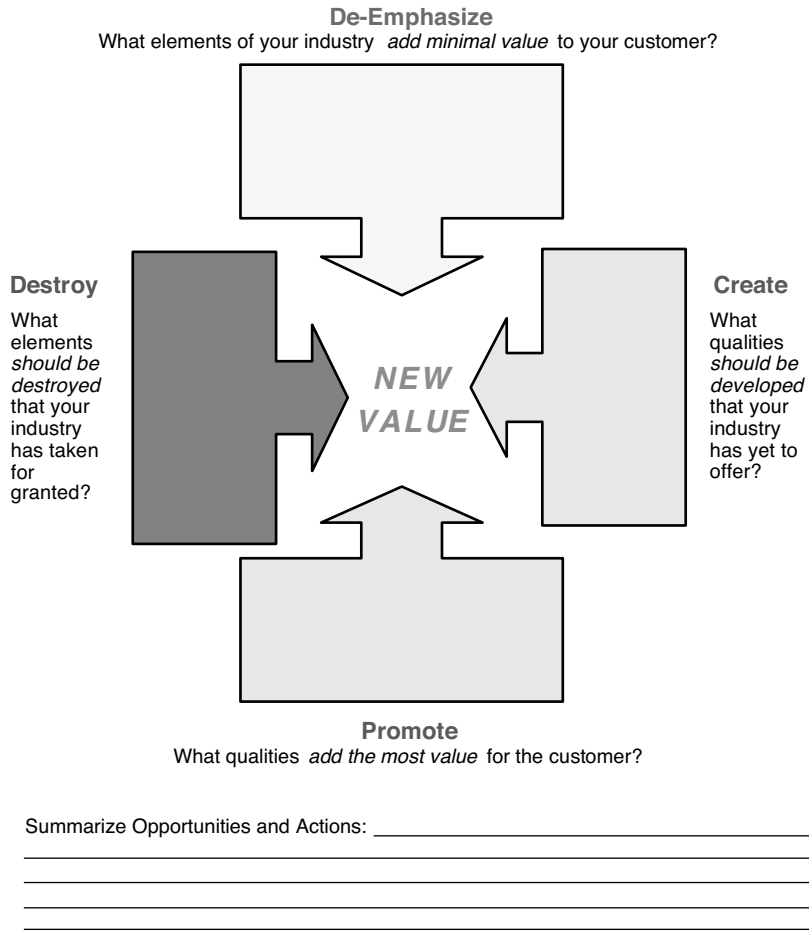 De-Emphasize
What elements of your industry add minimal value to your customer?
Destroy
What
elements
should be
destroyed
that your
industry
has taken
for
granted?
NEW
VALUE
Create
What
qualities
should be
developed
that your
industry
has yet to
offer?
Promote
What qualities add the most value for the customer?
Summarize Opportunities and Actions: